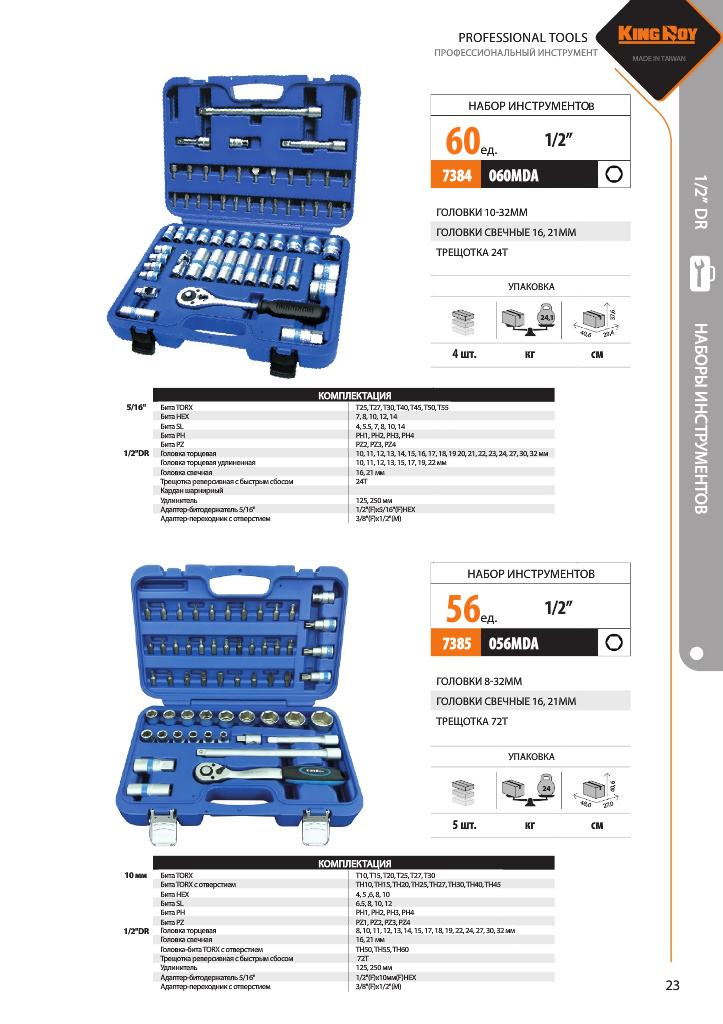 PROFESSIONAL TOOLS
ПРОФЕССИОНАЛЬНЫЙ ИНСТРУМЕНТ
KING ROY
MADE IN TAIWAN
1/2” DR
НАБОРЫ ИНСТРУМЕНТОВ
НАБОР ИНСТРУМЕНТОВ
60 ед. 1/2”
7384 060MDA
ГОЛОВКИ 10-32ММ
ГОЛОВКИ СВЕЧНЫЕ 16, 21ММ
ТРЕЩОТКА 24Т
УПАКОВКА
24,1
40,6 29,4 37,6
4 шт. кг см
КОМПЛЕКТАЦИЯ
5/16" Бита TORX T25, T27, T30, T40, T45, T50, T55
Бита HEX 7, 8, 10, 12, 14
Бита SL 4, 5.5, 7, 8, 10, 14
Бита PH PH1, PH2, PH3, PH4
Бита PZ PZ2, PZ3, PZ4
1/2"DR Головка торцевая 10, 11, 12, 13, 14, 15, 16, 17, 18, 19 20, 21, 22, 23, 24, 27, 30, 32 мм
Головка торцевая удлиненная 10, 11, 12, 13, 15, 17, 19, 22 мм
Головка свечная 16, 21 мм
Трещотка реверсивная с быстрым сбосом 24Т
Кардан шарнирный
Удлинитель 125, 250 мм
Адаптер-битодержатель 5/16" 1/2"(F)x5/16"(F)HEX
Адаптер-переходник с отверстием 3/8"(F)x1/2"(M)
НАБОР ИНСТРУМЕНТОВ
56 ед. 1/2”
7385 056MDA
ГОЛОВКИ 8-32ММ
ГОЛОВКИ СВЕЧНЫЕ 16, 21ММ
ТРЕЩОТКА 72Т
УПАКОВКА
24
48,0 27,0 40,6
5 шт. кг см
КОМПЛЕКТАЦИЯ
10 мм Бита TORX T10, T15, T20, T25, T27, T30
Бита TORX с отверстием TH10, TH15, TH20, TH25, TH27, TH30, TH40, TH45
Бита HEX 4, 5 ,6, 8, 10
Бита SL 6.5, 8, 10, 12
Бита PH PH1, PH2, PH3, PH4
Бита PZ PZ1, PZ2, PZ3, PZ4
1/2"DR Головка торцевая 8, 10, 11, 12, 13, 14, 15, 17, 18, 19, 22, 24, 27, 30, 32 мм
Головка свечная 16, 21 мм
Головка-бита TORX с отверстием TH50, TH55, TH60
Трещотка реверсивная с быстрым сбосом 72Т
Удлинитель 125, 250 мм
Адаптер-битодержатель 5/16" 1/2"(F)x10мм(F)HEX
Адаптер-переходник с отверстием 3/8"(F)x1/2"(M)
23